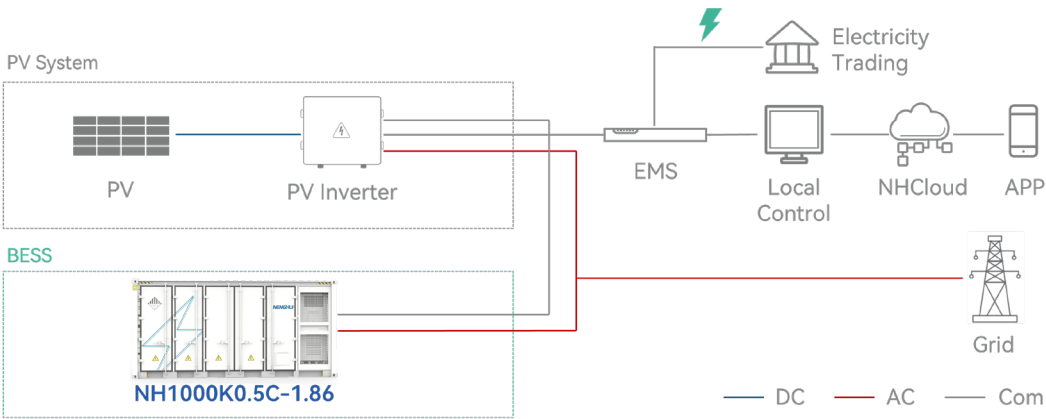 PV System
PV
PV Inverter
EMS
Electricity
Trading
Local
Control
NHCloud
APP
BESS
NH1000K0.5C-1.86
Grid
DC
AC
Com